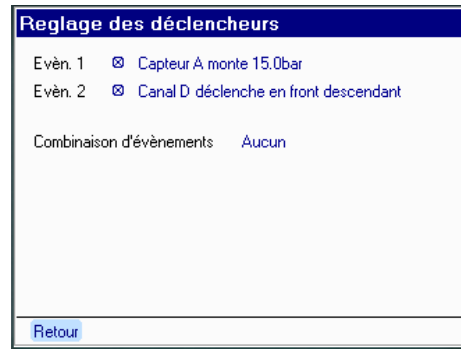 Reglage des déclencheurs
Evèn. 1 ⊠ Capteur A monte 15.0bar
Evèn. 2 ⊠ Canal D déclenche en front descendant
Combinaison d'évènements Aucun
Retour